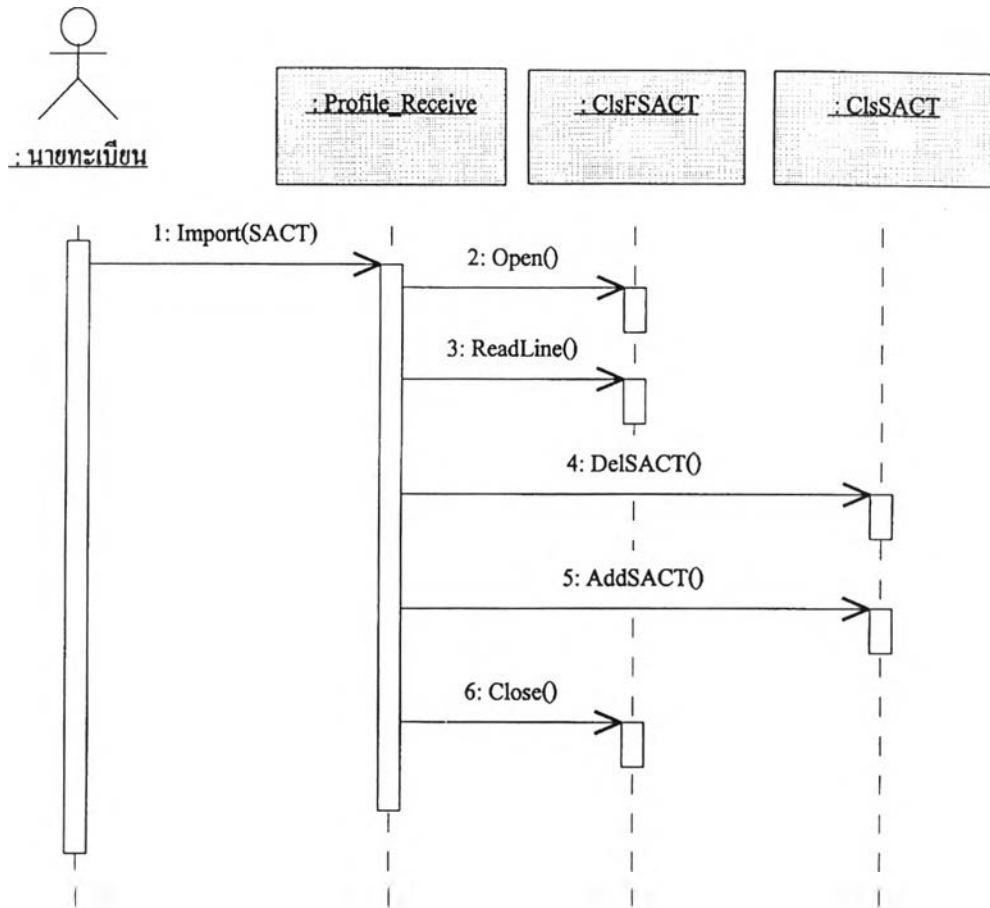 : Profile_Receive
: ClsFSACT
: ClsSACT
: นายทะเบียน
1: Import(SACT)
2: Open()
3: ReadLine()
4: DelSACT()
5: AddSACT()
6: Close()